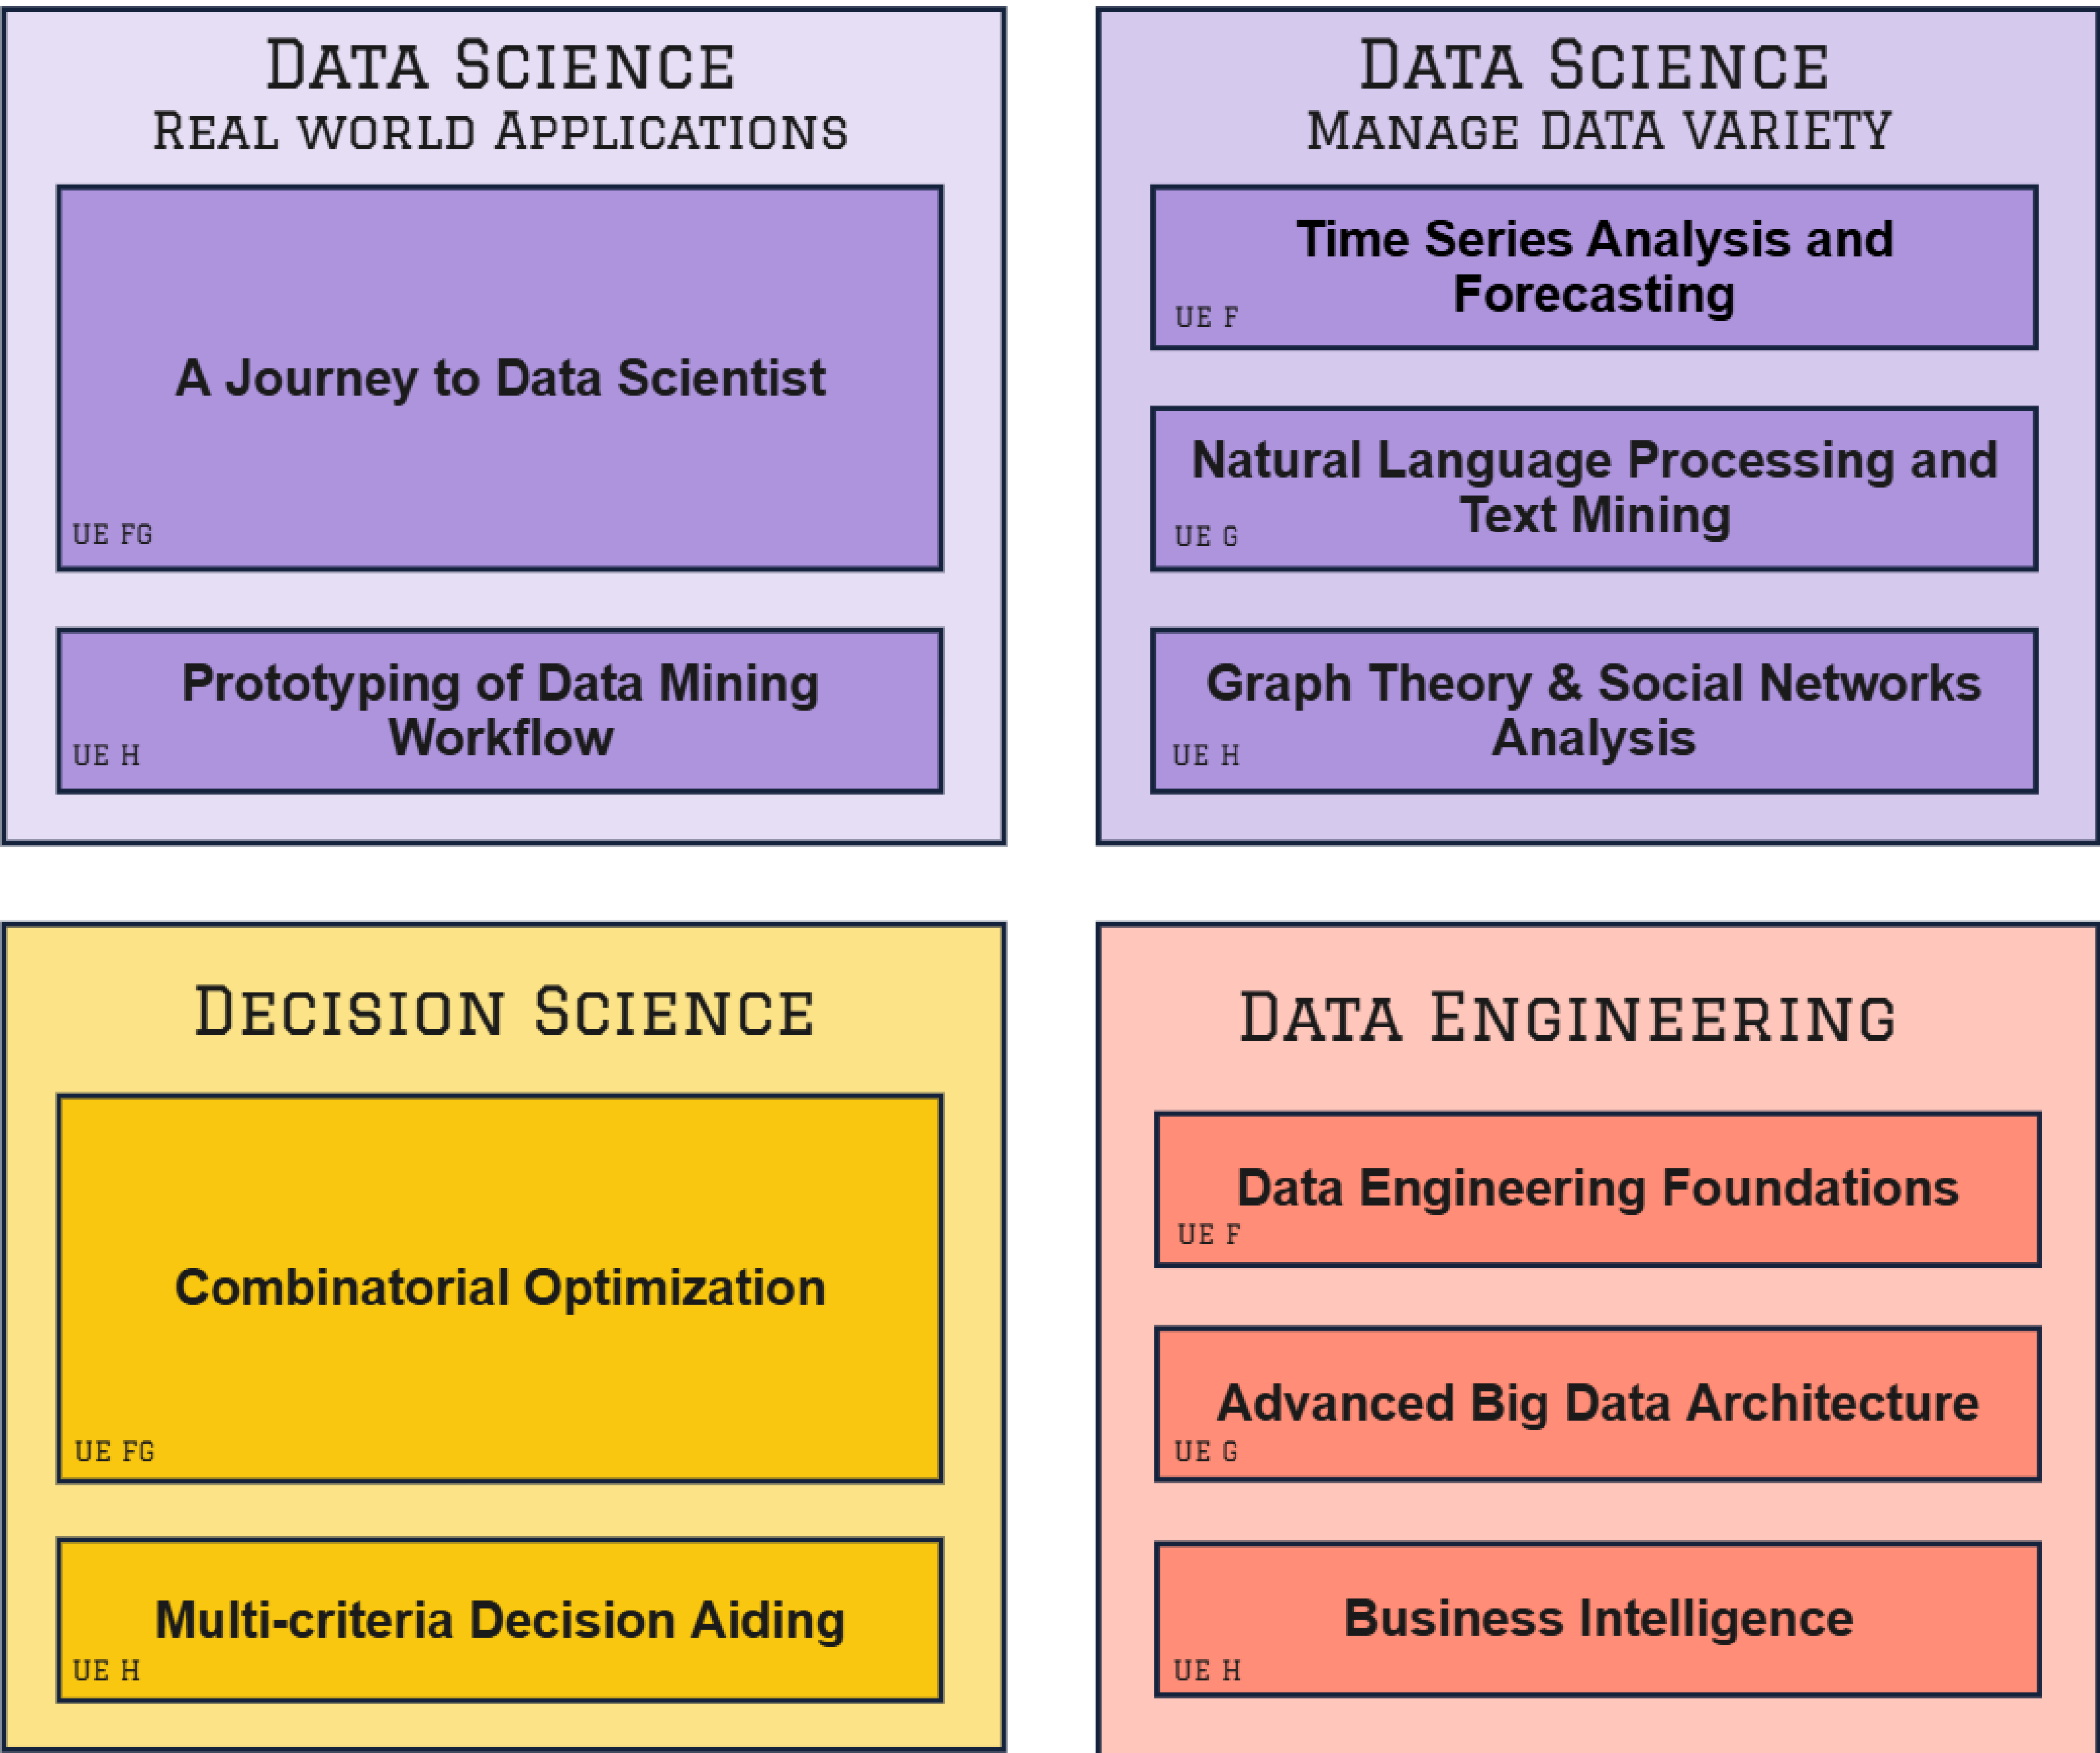 Data Science
Real world Applications
A Journey to Data Scientist
UE FG
Prototyping of Data Mining
Workflow
UE H
Data Science
Manage DATA VARIETY
Time Series Analysis and
Forecasting
UE F
Natural Language Processing and
Text Mining
UE G
Graph Theory & Social Networks
Analysis
UE H
Decision Science
Combinatorial Optimization
UE FG
Multi-criteria Decision Aiding
UE H
Data Engineering
Data Engineering Foundations
UE F
Advanced Big Data Architecture
UE G
Business Intelligence
UE H